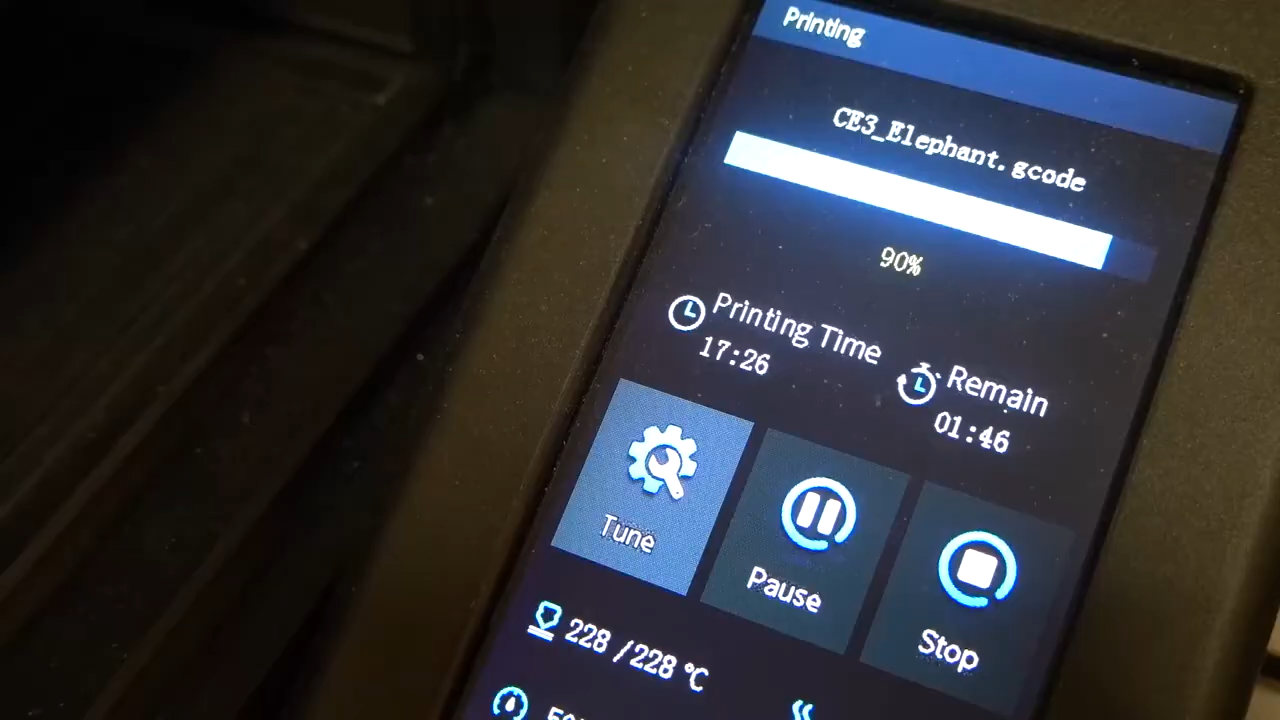 Printing
CE3_Elephant.gcode
90%
Printing Time
17:26
Remain
01:46
Tune
Pause
Stop
228 /228 ℃